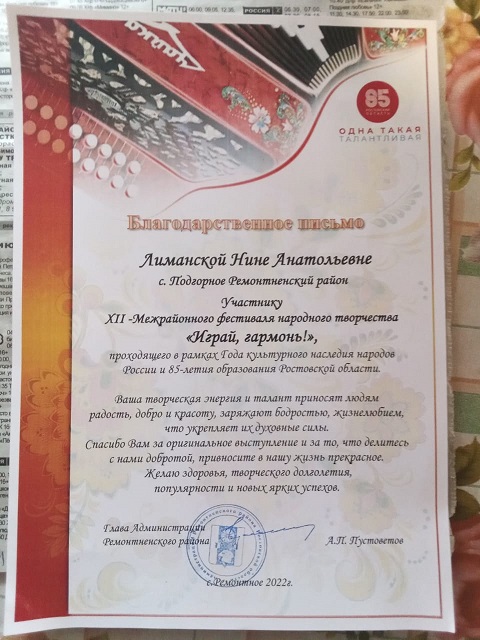 85
ОДНА ТАКАЯ
ТАЛАНТЛИВАЯ
Благодарственное письмо
Лиманской Нине Анатольевне
с. Подгорное Ремонтненский район
Участнику
XII -Межрайонного фестиваля народного творчества
«Играй, гармонь!»,
проходящего в рамках Года культурного наследия народов
России и 85-летия образования Ростовской области.
Ваша творческая энергия и талант приносят людям
радость, добро и красоту, заряжают бодростью, жизнелюбием,
что укрепляет их духовные силы.
Спасибо Вам за оригинальное выступление и за то, что делитесь
с нами добротой, привносите в нашу жизнь прекрасное.
Желаю здоровья, творческого долголетия,
популярности и новых ярких успехов.
Глава Администрации
Ремонтненского района
А.П. Пустоветов
с.Ремонтное 2022г.